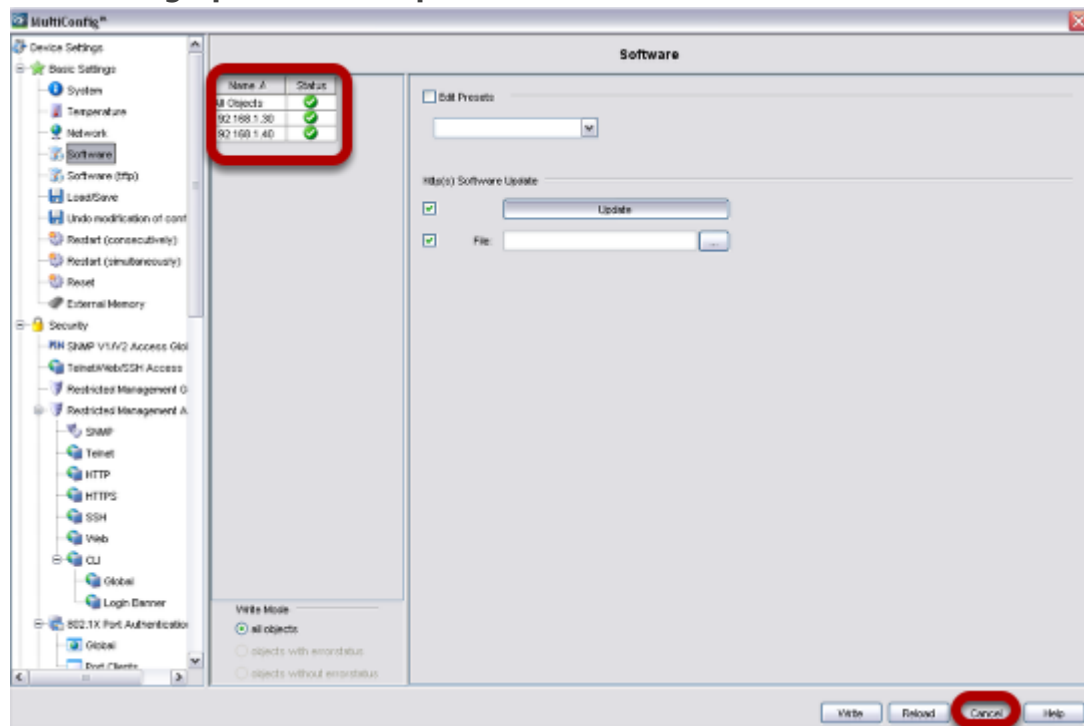 MultiConfig™
Device Settings
Basic Settings
System
Temperature
Network
Software
Software (tftp)
Load/Save
Undo modification of conf
Restart (consecutively)
Restart (simultaneously)
Reset
External Memory
Security
SNMP V1/V2 Access Glo
Telnet/Web/SSH Access
Restricted Management G
Restricted Management A
SNMP
Telnet
HTTP
HTTPS
SSH
Web
CLI
Global
Login Banner
802.1X Port Authentication
Global
Port Clients
Software
Name Status
All Objects
92.168.1.30
92.168.1.40
Write Mode
all objects
objects with errorstatus
objects without errorstatus
Edit Presets
Http(s) Software Update
Update
File: ...
Write Reload Cancel Help